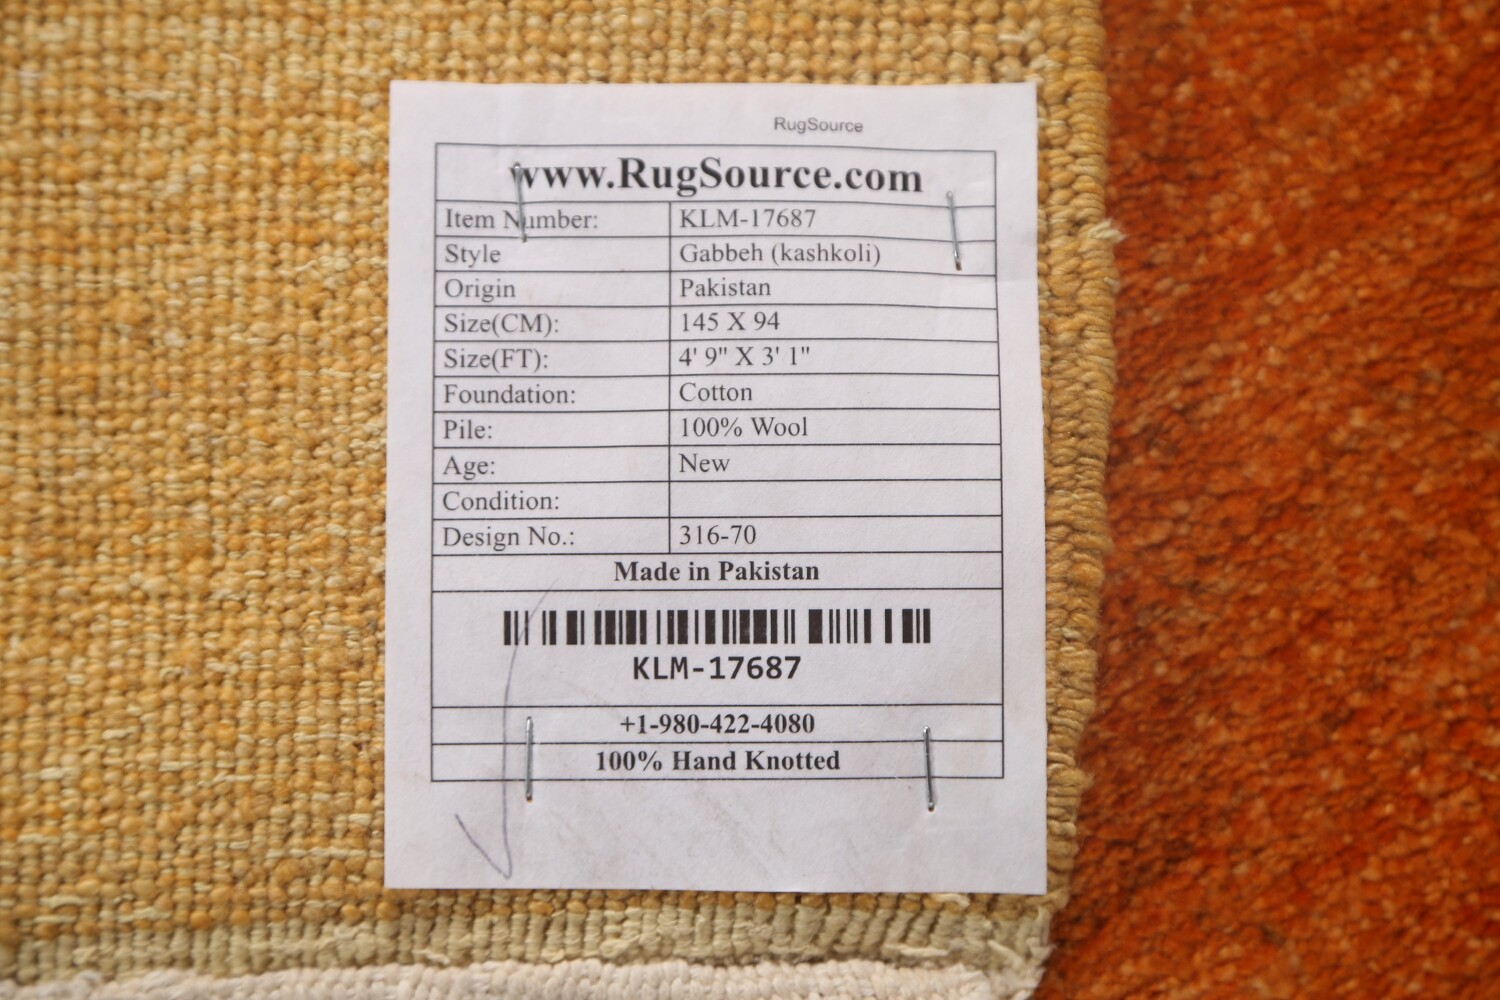 RugSource
www.RugSource.com
Item Number: KLM-17687
Style Gabbeh (kashkoli)
Origin Pakistan
Size(CM): 145 X 94
Size(FT): 4' 9" X 3' 1"
Foundation: Cotton
Pile: 100% Wool
Age: New
Condition:
Design No.: 316-70
Made in Pakistan
KLM-17687
+1-980-422-4080
100% Hand Knotted